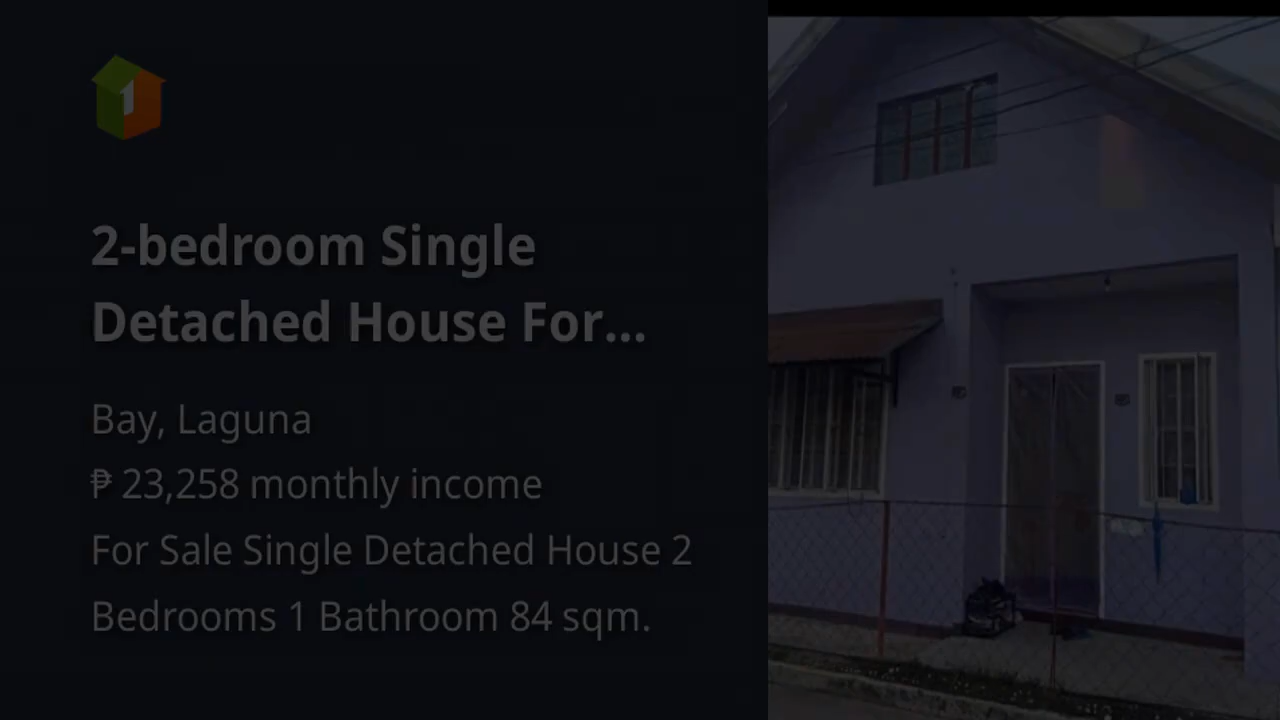 2-bedroom Single
Detached House For...
Bay, Laguna
₱ 23,258 monthly income
For Sale Single Detached House 2
Bedrooms 1 Bathroom 84 sqm.